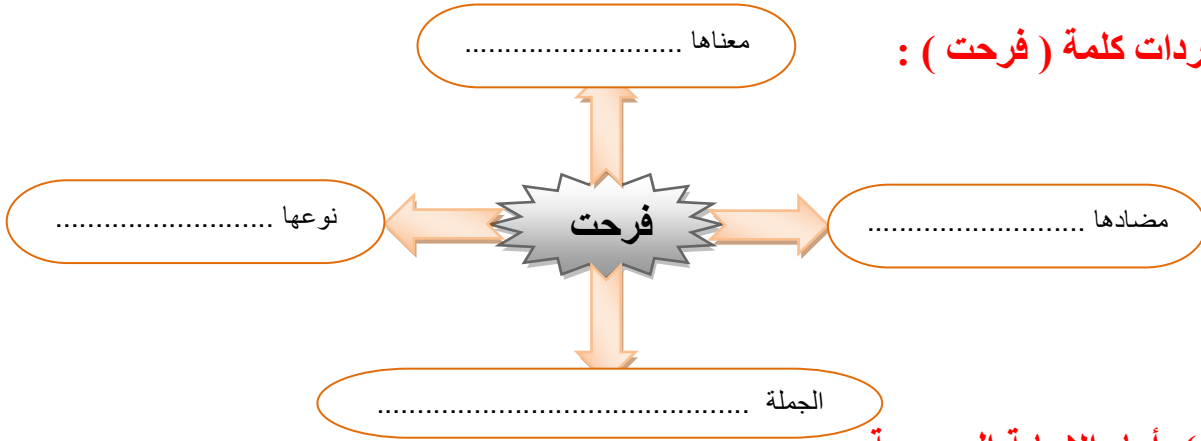 معناها ...........................
ردات كلمة ( فرحت ) :
مضادها ...........................
فرحت
نوعها ...........................
الجملة ...............................................